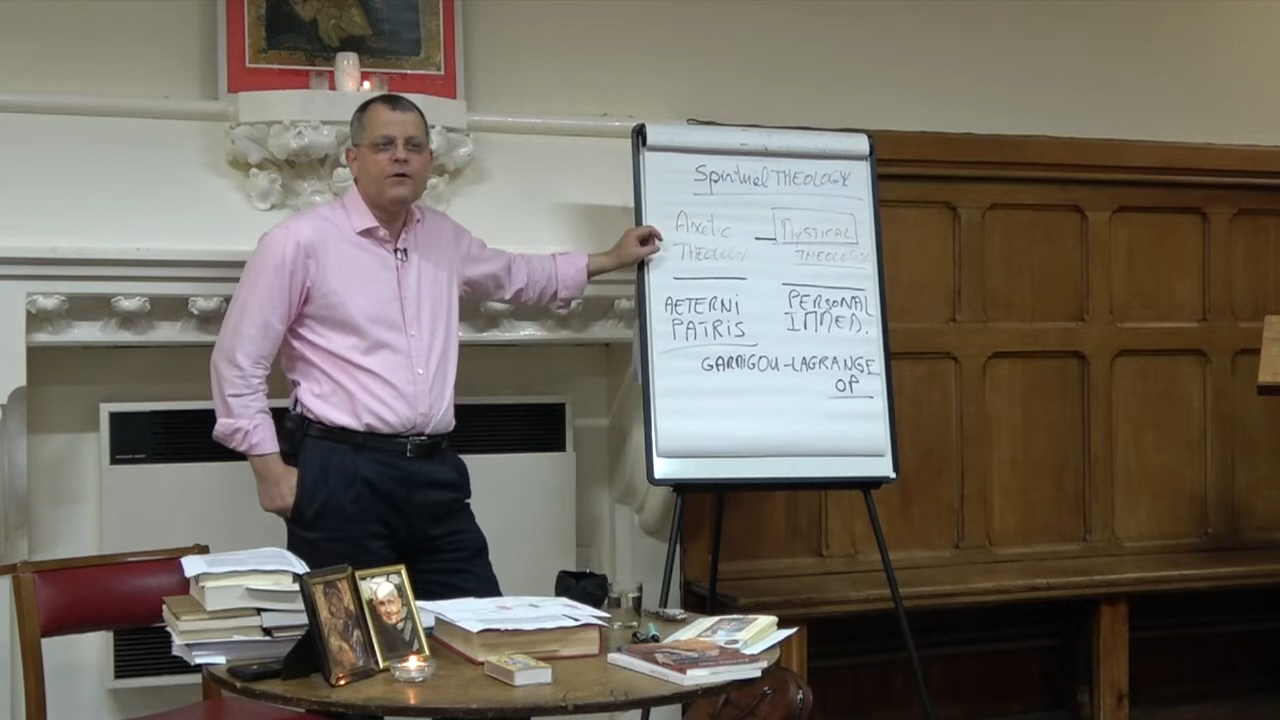 Spiritual THEOLOGY
Ascetic
THEOLOGY
MYSTICAL
THEOLOGY
AETERNI
PATRIS
PERSONAL
IMMED.
GARRIGOU-LAGRANGE
OP